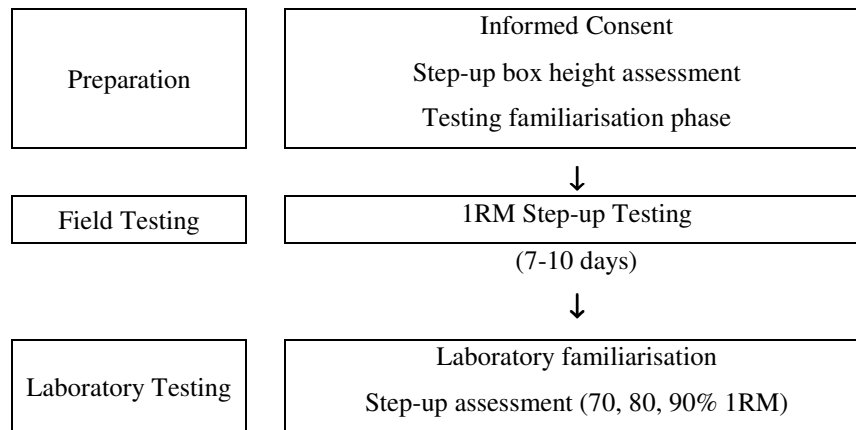 Preparation
Informed Consent
Step-up box height assessment
Testing familiarisation phase
↓
Field Testing
1RM Step-up Testing
(7-10 days)
↓
Laboratory Testing
Laboratory familiarisation
Step-up assessment (70, 80, 90% 1RM)